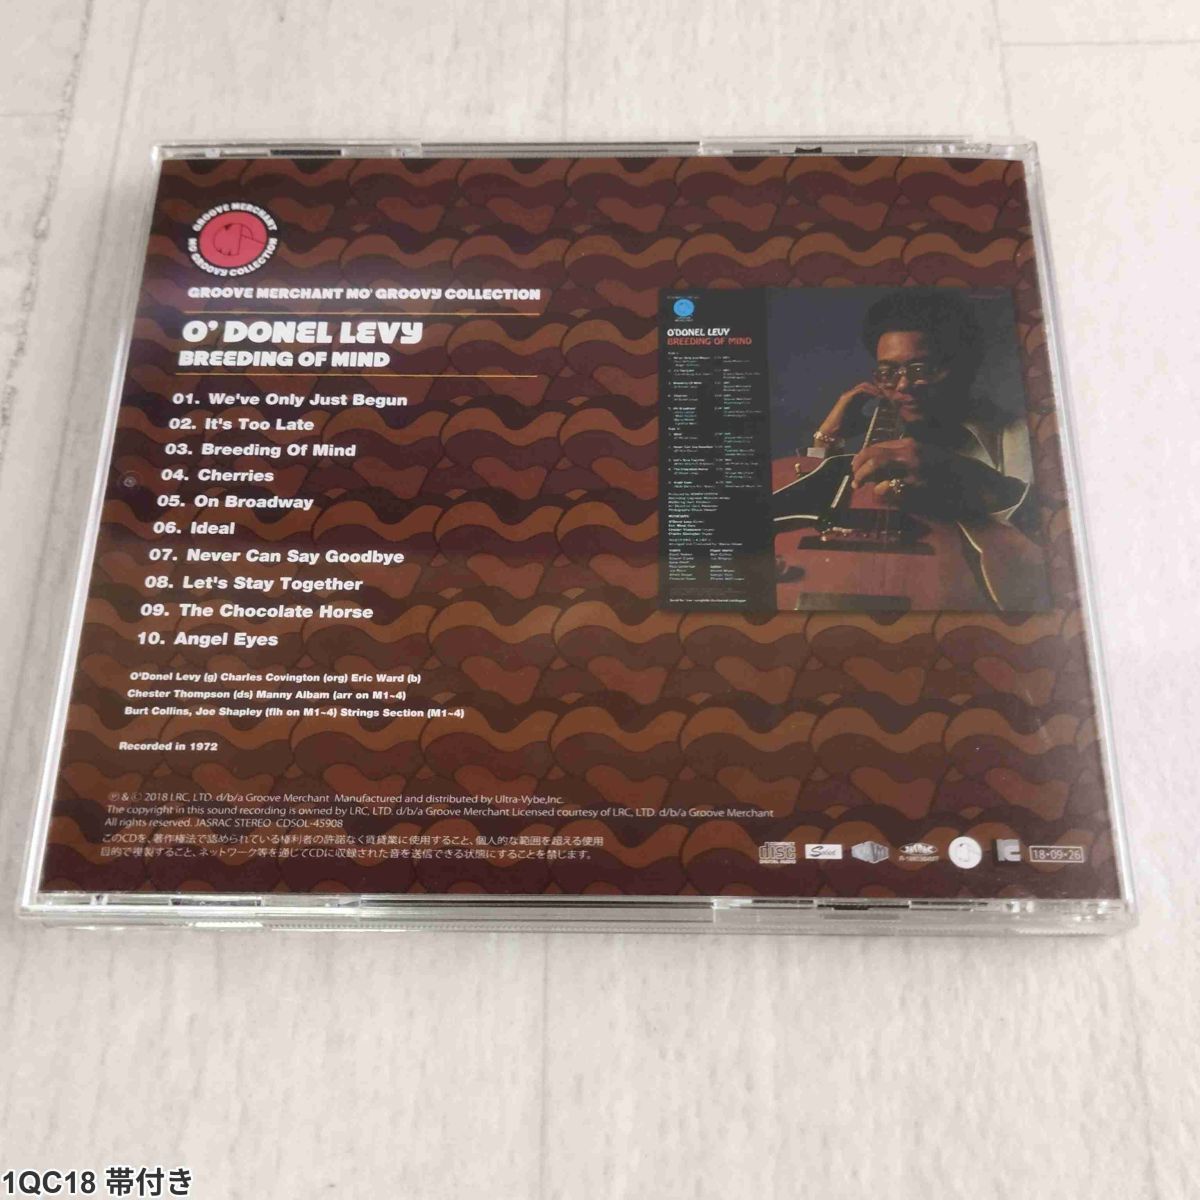 GROOVE MERCHANT
MO' GROOVY COLLECTION
GROOVE MERCHANT MO' GROOVY COLLECTION
O' DONEL LEVY
BREEDING OF MIND
01. We've Only Just Begun
02. It's Too Late
03. Breeding Of Mind
04. Cherries
05. On Broadway
06. Ideal
07. Never Can Say Goodbye
08. Let's Stay Together
09. The Chocolate Horse
10. Angel Eyes
O'Donel Levy (g) Charles Covington (org) Eric Ward (b)
Chester Thompson (ds) Manny Albam (arr on M1~4)
Burt Collins, Joe Shapley (flh on M1~4) Strings Section (M1~4)
Recorded in 1972
Ⓟ & Ⓒ 2018 LRC, LTD. d/b/a Groove Merchant Manufactured and distributed by Ultra-Vybe,Inc.
The copyright in this sound recording is owned by LRC, LTD. d/b/a Groove Merchant Licensed courtesy of LRC, LTD. d/b/a Groove Merchant
All rights reserved. JASRAC STEREO CDSOL-45908
このCDを、著作権法で認められている権利者の許諾なく賃貸業に使用すること、個人的な範囲を超える使用
目的で複製すること、ネットワーク等を通じてCDに収録された音を送信できる状態にすることを禁じます。
O'DONEL LEVY
BREEDING OF MIND
COMPACT
disc
DIGITAL AUDIO
18・09・26
1QC18 帯付き